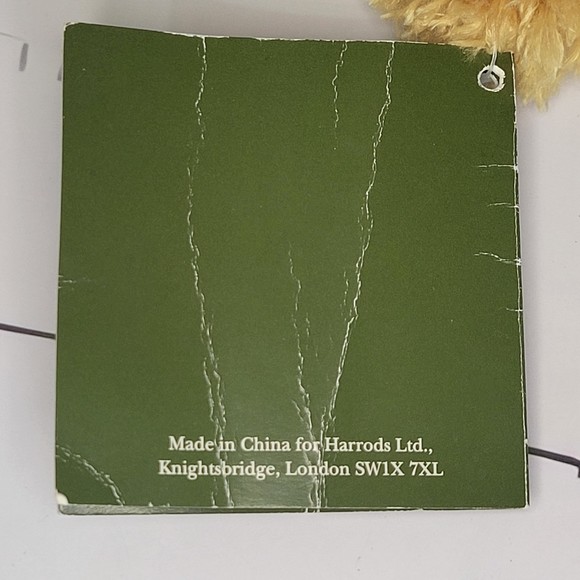 Made in China for Harrods Ltd.,
Knightsbridge, London SW1X 7XL